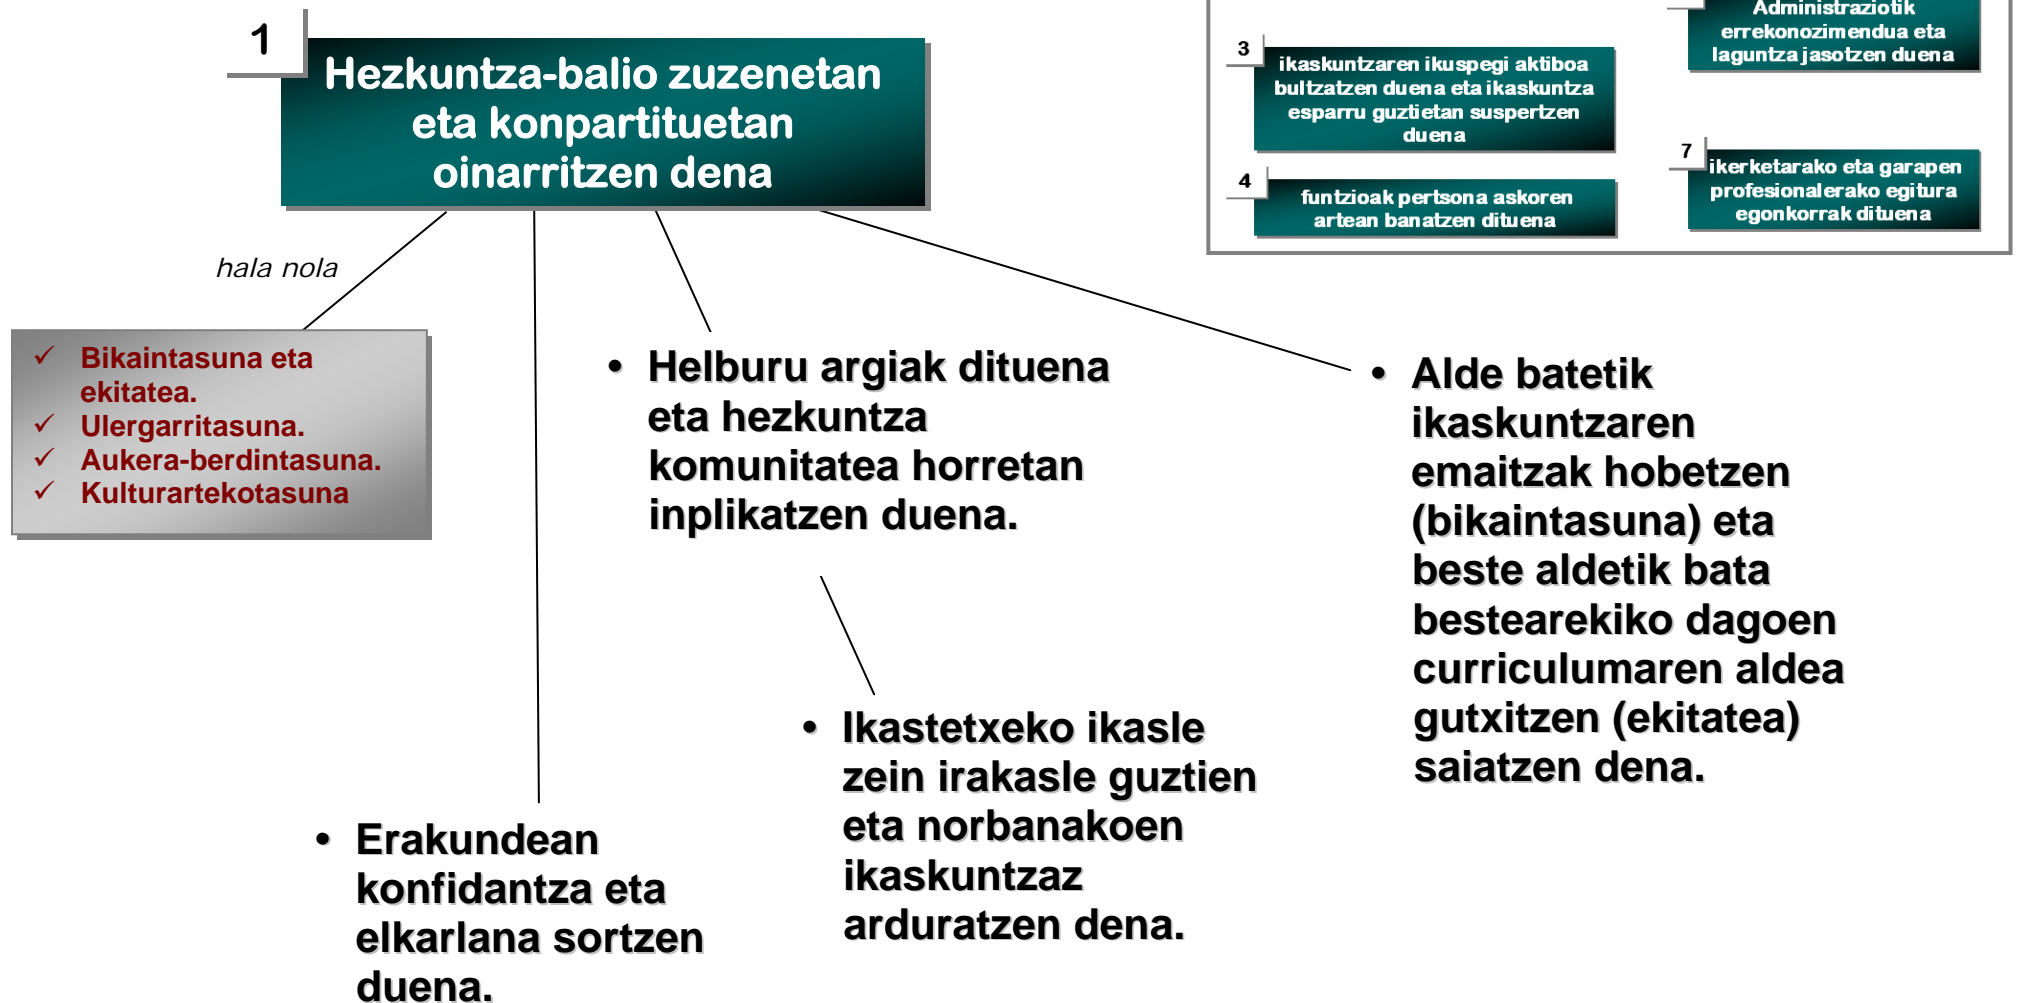 1
Hezkuntza-balio zuzenetan
eta konpartituetan
oinarritzen dena
Administraziotik
errekonozimendua eta
laguntza jasotzen duena
3
ikaskuntzaren ikuspegi aktiboa
bultzatzen duena eta ikaskuntza
esparru guztietan suspertzen
duena
7
ikerketarako eta garapen
profesionalerako egitura
egonkorrak dituena
4
funtzioak pertsona askoren
artean banatzen dituena
hala nola
✓ Bikaintasuna eta
ekitatea.
✓ Ulergarritasuna.
✓ Aukera-berdintasuna.
✓ Kulturartekotasuna
• Helburu argiak dituena
eta hezkuntza
komunitatea horretan
inplikatzen duena.
• Alde batetik
ikaskuntzaren
emaitzak hobetzen
(bikaintasuna) eta
beste aldetik bata
bestearekiko dagoen
curriculumaren aldea
gutxitzen (ekitatea)
saiatzen dena.
• Ikastetxeko ikasle
zein irakasle guztien
eta norbanakoen
ikaskuntzaz
arduratzen dena.
• Erakundean
konfidantza eta
elkarlana sortzen
duena.